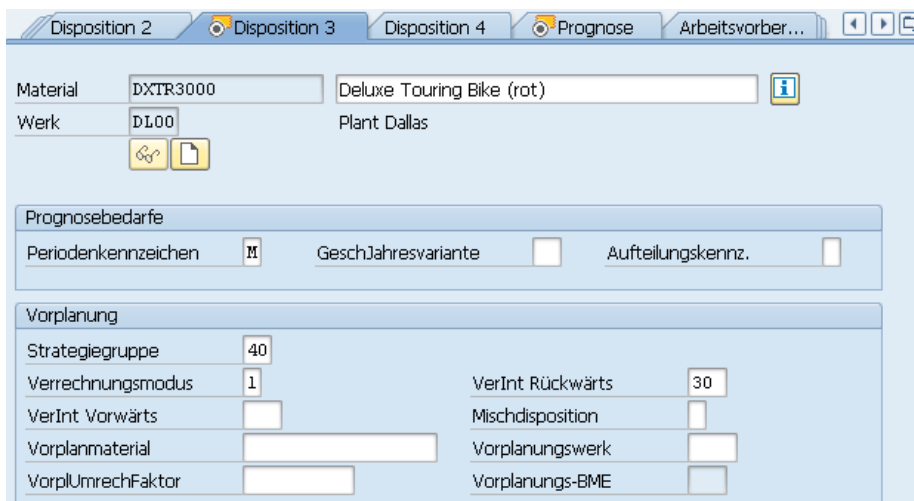 Disposition 2 Disposition 3 Disposition 4 Prognose Arbeitsvorber...
Material DXTR3000 Deluxe Touring Bike (rot)
Werk DL00 Plant Dallas
Prognosebedarfe
Periodenkennzeichen M GeschJahresvariante Aufteilungskennz.
Vorplanung
Strategiegruppe 40
Verrechnungsmodus 1 VerInt Rückwärts 30
VerInt Vorwärts Mischdisposition
Vorplanmaterial Vorplanungswerk
VorplUmrechFaktor Vorplanungs-BME